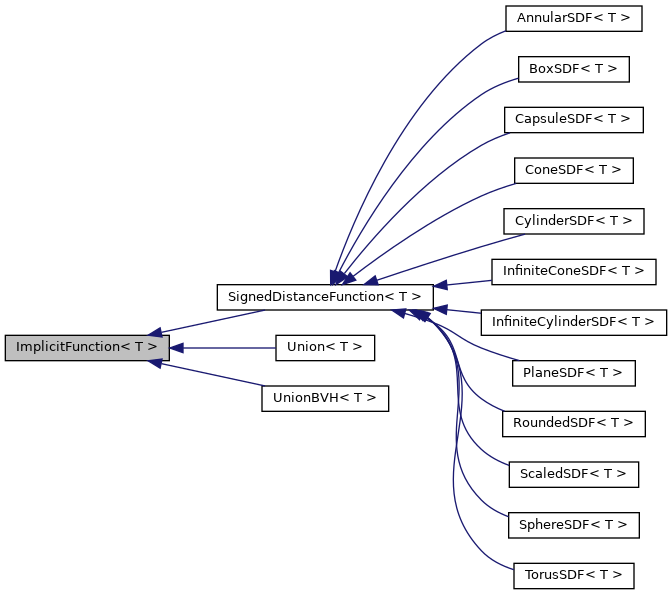 AnnularSDF< T >
BoxSDF< T >
CapsuleSDF< T >
ConeSDF< T >
CylinderSDF< T >
InfiniteConeSDF< T >
SignedDistanceFunction< T >
InfiniteCylinderSDF< T >
ImplicitFunction< T >
Union< T >
PlaneSDF< T >
UnionBVH< T >
RoundedSDF< T >
ScaledSDF< T >
SphereSDF< T >
TorusSDF< T >